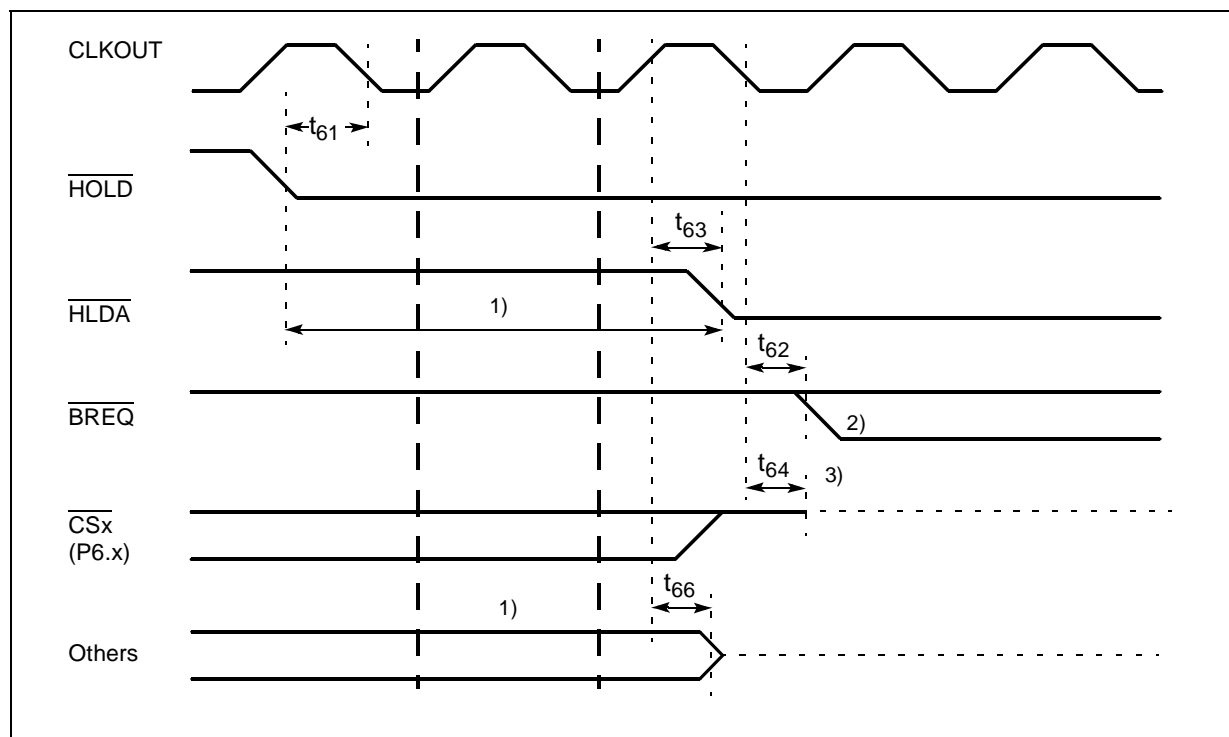 CLKOUT
t61
HOLD
t63
1)
HLDA
t62
BREQ
2)
t64
3)
CSx
(P6.x)
t66
1)
Others